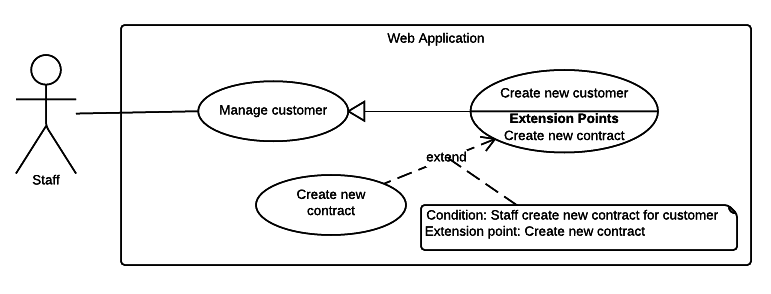 Web Application
Create new customer
Manage customer
Extension Points
Create new contract
extend
Staff
Create new
contract
Condition: Staff create new contract for customer
Extension point: Create new contract